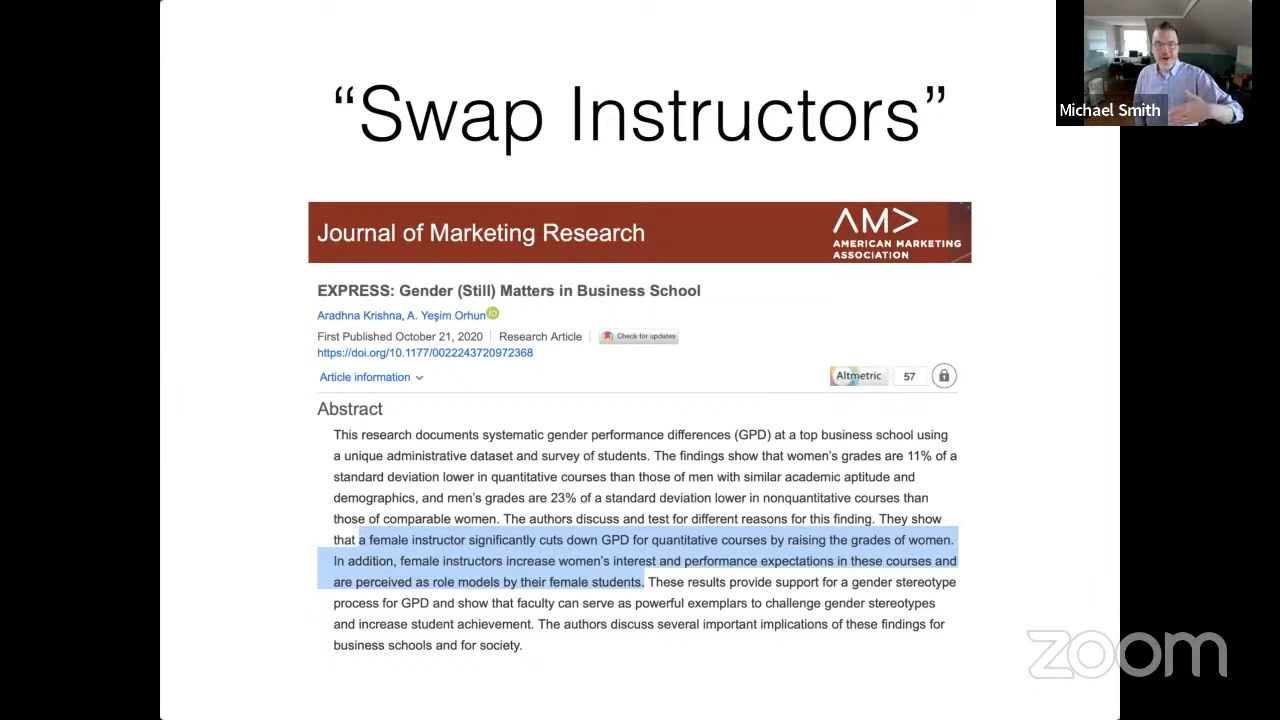 “Swap Instructors”
Michael Smith
Journal of Marketing Research
AMA
AMERICAN MARKETING
ASSOCIATION
EXPRESS: Gender (Still) Matters in Business School
Aradhna Krishna, A. Yeşim Orhun iD
First Published October 21, 2020 | Research Article | Check for updates
https://doi.org/10.1177/0022243720972368
Article information
Altmetric 57
Abstract
This research documents systematic gender performance differences (GPD) at a top business school using
a unique administrative dataset and survey of students. The findings show that women’s grades are 11% of a
standard deviation lower in quantitative courses than those of men with similar academic aptitude and
demographics, and men’s grades are 23% of a standard deviation lower in nonquantitative courses than
those of comparable women. The authors discuss and test for different reasons for this finding. They show
that a female instructor significantly cuts down GPD for quantitative courses by raising the grades of women.
In addition, female instructors increase women’s interest and performance expectations in these courses and
are perceived as role models by their female students. These results provide support for a gender stereotype
process for GPD and show that faculty can serve as powerful exemplars to challenge gender stereotypes
and increase student achievement. The authors discuss several important implications of these findings for
business schools and for society.
zoom